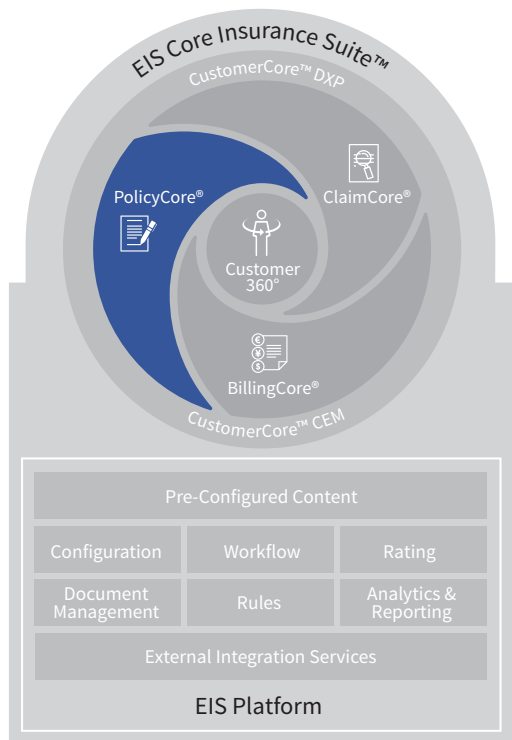 EIS Core Insurance Suite™
CustomerCore™ DXP
PolicyCore®
ClaimCore®
Customer
360°
€
¥
$
BillingCore®
CustomerCore™ CEM
Pre-Configured Content
Configuration
Workflow
Rating
Document
Management
Rules
Analytics &
Reporting
External Integration Services
EIS Platform